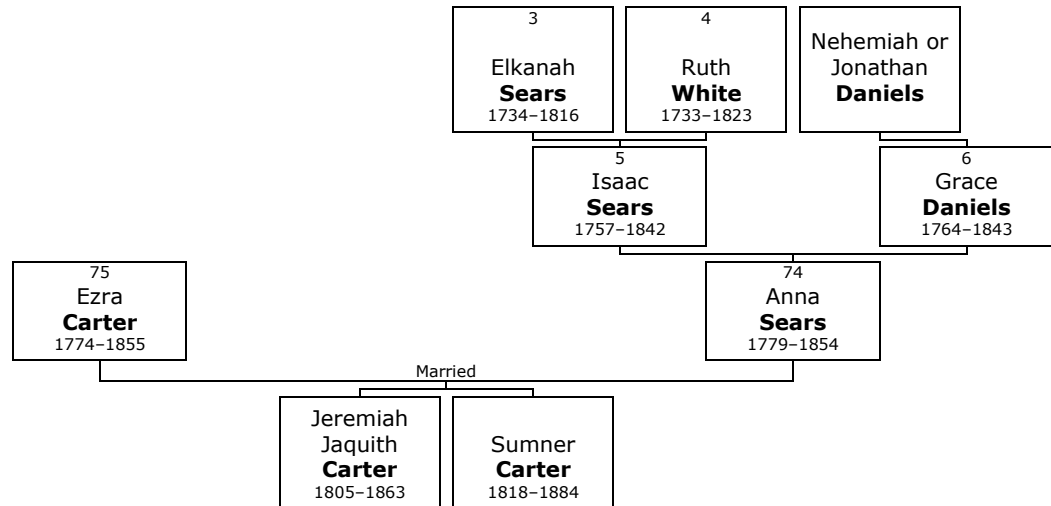 3
Elkanah
Sears
1734–1816
4
Ruth
White
1733–1823
Nehemiah or
Jonathan
Daniels
5
Isaac
Sears
1757–1842
6
Grace
Daniels
1764–1843
75
Ezra
Carter
1774–1855
74
Anna
Sears
1779–1854
Married
Jeremiah
Jaquith
Carter
1805–1863
Sumner
Carter
1818–1884